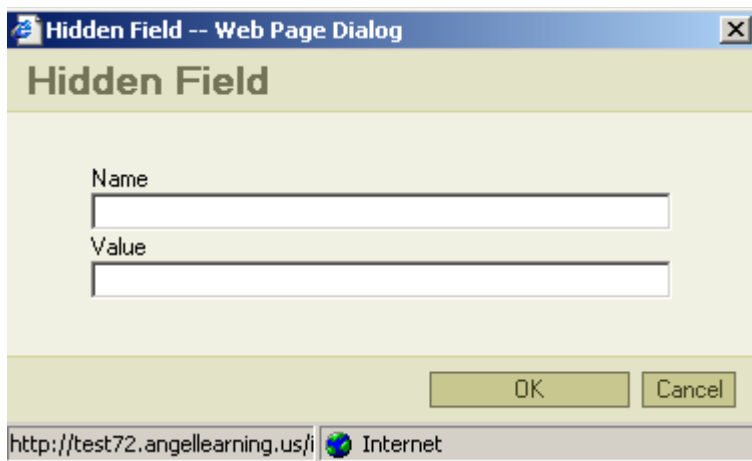 Hidden Field -- Web Page Dialog
Hidden Field
Name
Value
OK Cancel
http://test72.angellearning.us/i Internet